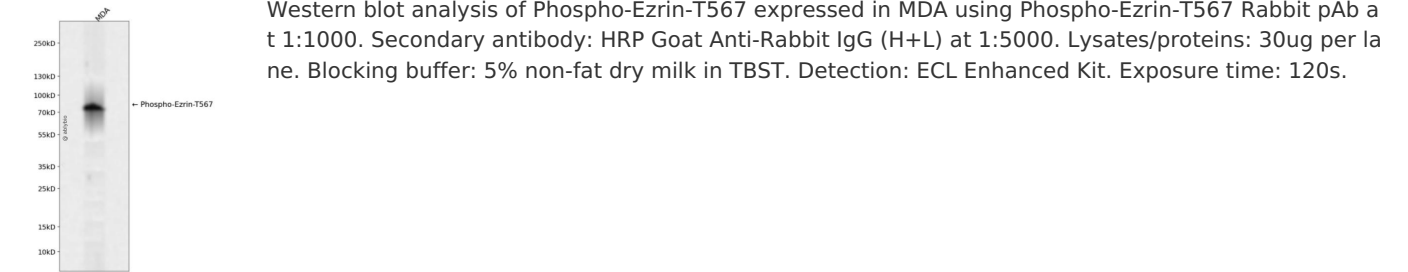 MDA
250kD
130kD
100kD
70kD
55kD
35kD
25kD
15kD
10kD
← Phospho-Ezrin-T567
Western blot analysis of Phospho-Ezrin-T567 expressed in MDA using Phospho-Ezrin-T567 Rabbit pAb a
t 1:1000. Secondary antibody: HRP Goat Anti-Rabbit IgG (H+L) at 1:5000. Lysates/proteins: 30ug per la
ne. Blocking buffer: 5% non-fat dry milk in TBST. Detection: ECL Enhanced Kit. Exposure time: 120s.